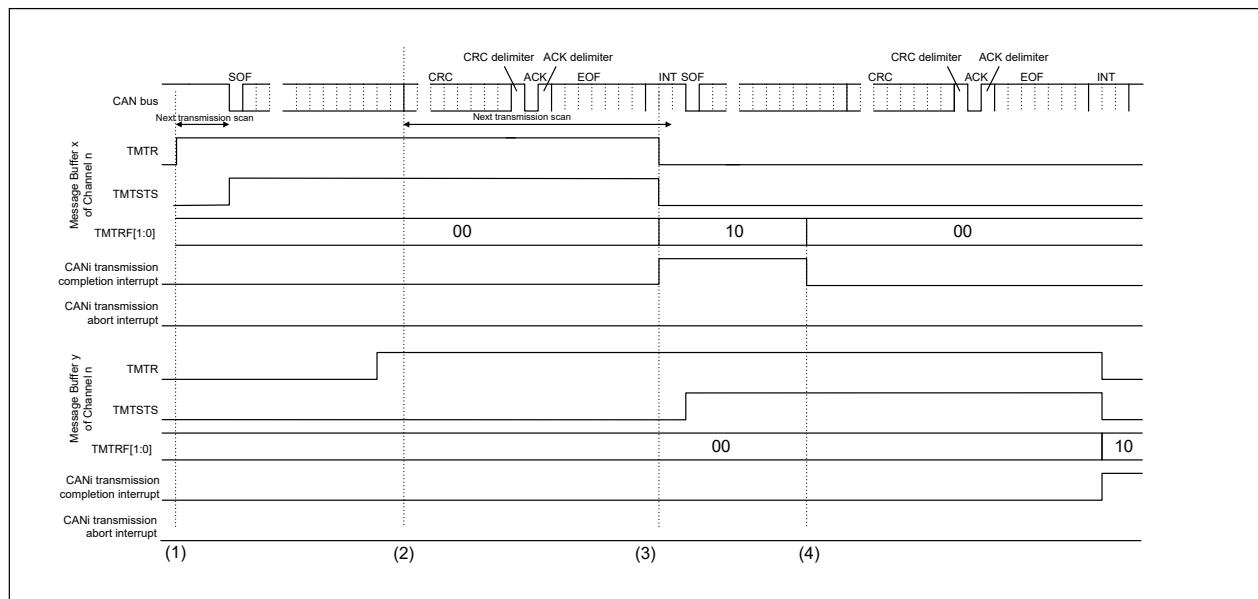 CRC delimiter ACK delimiter CRC delimiter ACK delimiter
SOF CRC ACK EOF INT SOF CRC ACK EOF INT
CAN bus
Next transmission scan Next transmission scan
Message Buffer x
of Channel n
TMTR
TMTSTS
TMTRF[1:0] 00 10 00
CANi transmission
completion interrupt
CANi transmission
abort interrupt
Message Buffer y
of Channel n
TMTR
TMTSTS
TMTRF[1:0] 00 10
CANi transmission
completion interrupt
CANi transmission
abort interrupt
(1) (2) (3) (4)